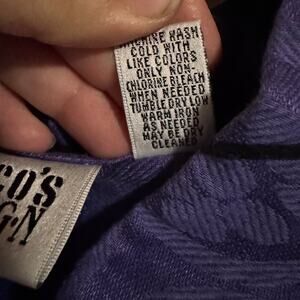 MACHINE WASH
COLD WITH
LIKE COLORS
ONLY NON-
CHLORINE BLEACH
WHEN NEEDED
TUMBLE DRY LOW
WARM IRON
AS NEEDED
MAY BE DRY
CLEANED
CO'S
GN